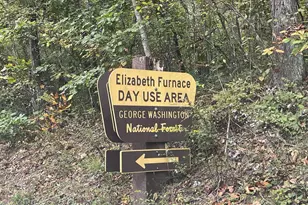 Elizabeth Furnace
DAY USE AREA
GEORGE WASHINGTON
National Forest